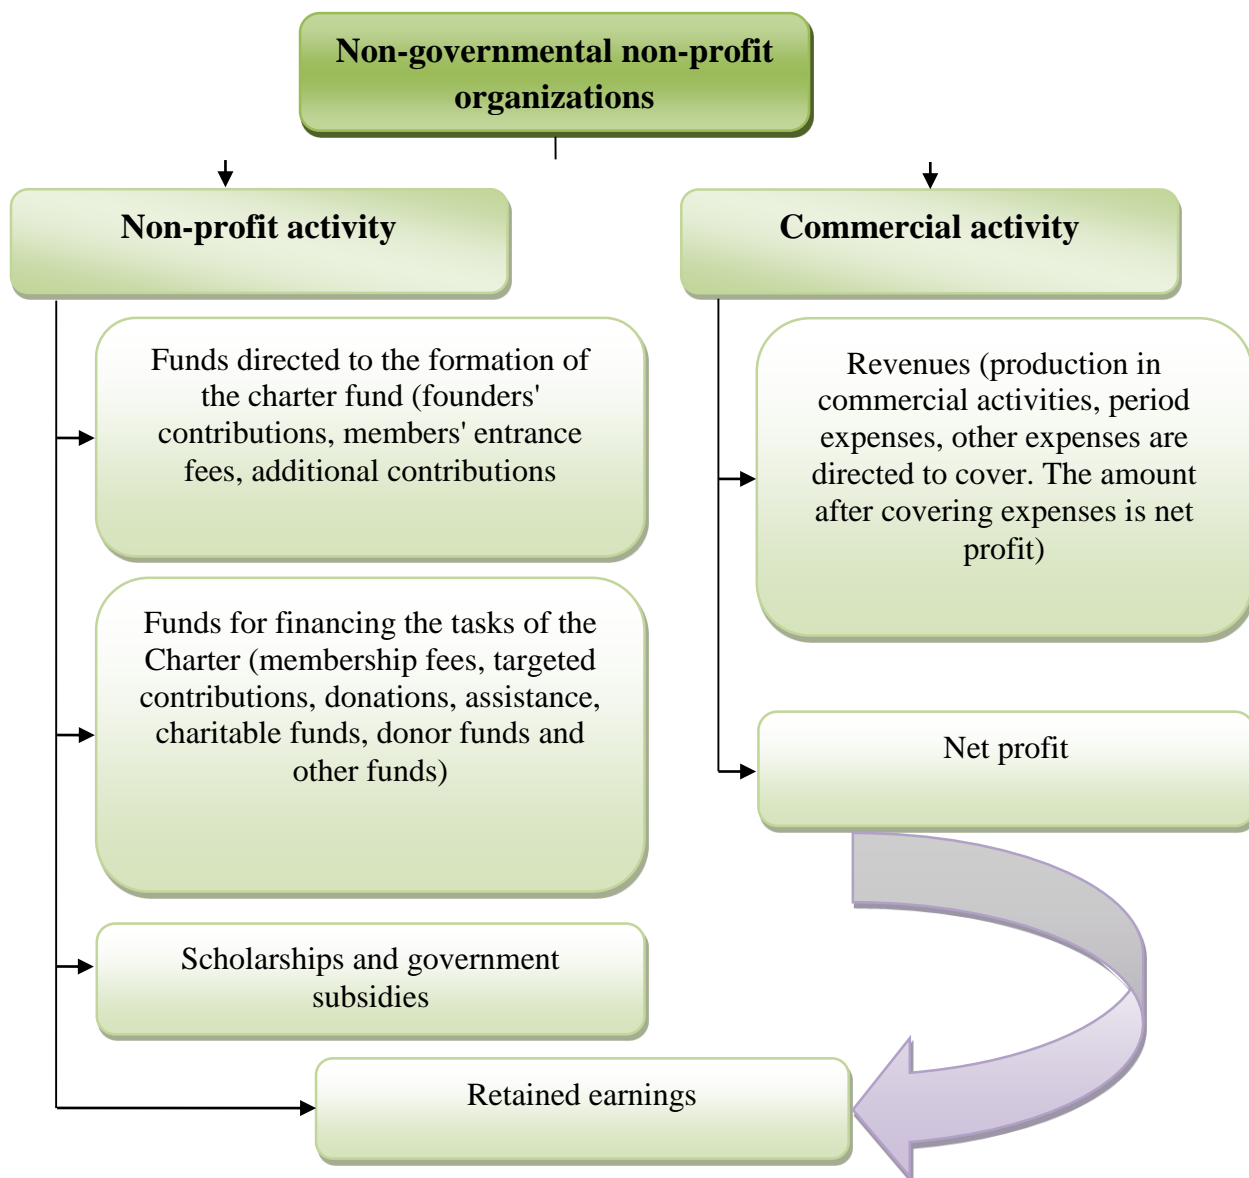 Non-governmental non-profit
organizations
Non-profit activity
Commercial activity
Funds directed to the formation of
the charter fund (founders'
contributions, members' entrance
fees, additional contributions
Revenues (production in
commercial activities, period
expenses, other expenses are
directed to cover. The amount
after covering expenses is net
profit)
Funds for financing the tasks of the
Charter (membership fees, targeted
contributions, donations, assistance,
charitable funds, donor funds and
other funds)
Net profit
Scholarships and government
subsidies
Retained earnings